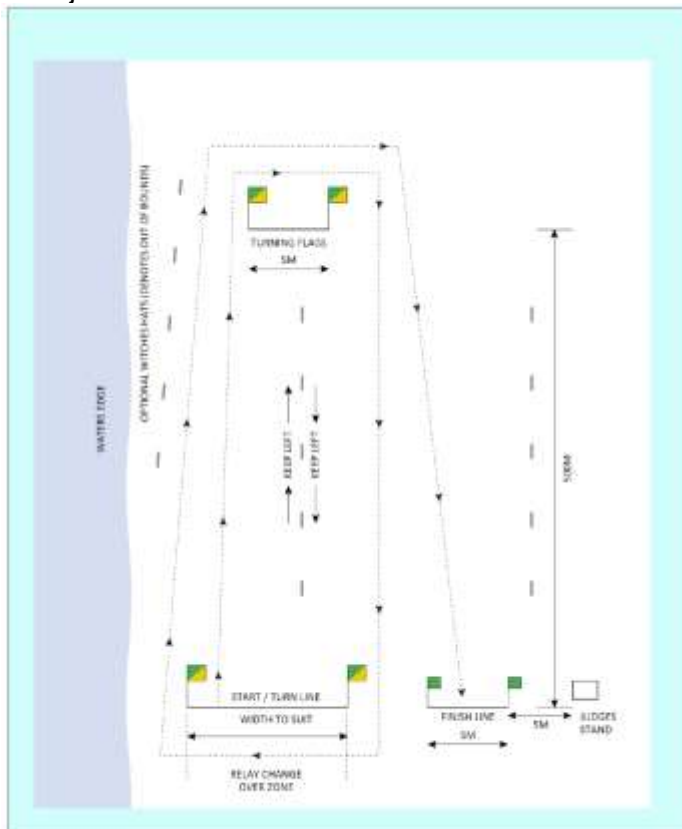 WATERS EDGE
OPTIONAL WITCHES HATS (DENOTES OUT OF BOUNDS)
TURNING FLAGS
5M
KEEP LEFT
KEEP LEFT
500M
START / TURN LINE
WIDTH TO SUIT
RELAY CHANGE
OVER ZONE
FINISH LINE
5M
5M
JUDGES
STAND